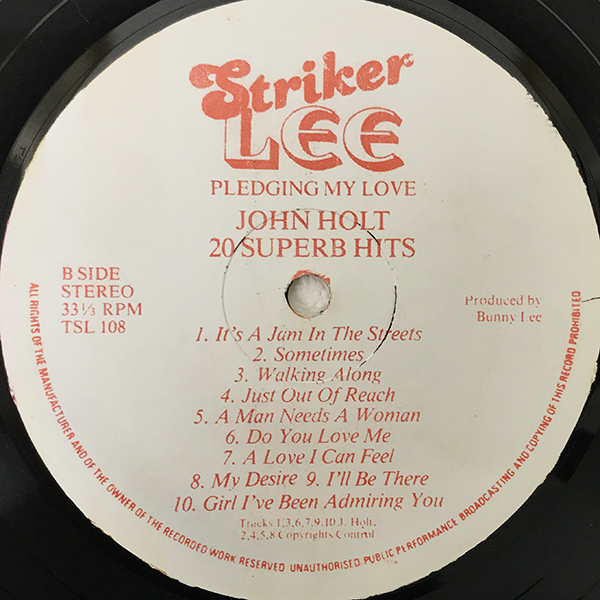 Striker
LEE
PLEDGING MY LOVE
JOHN HOLT
20 SUPERB HITS
B SIDE
STEREO
33⅓ RPM
TSL 108
Produced by
Bunny Lee
1. It's A Jam In The Streets
2. Sometimes
3. Walking Along
4. Just Out Of Reach
5. A Man Needs A Woman
6. Do You Love Me
7. A Love I Can Feel
8. My Desire 9. I'll Be There
10. Girl I've Been Admiring You
Tracks 1,3,6,7,9,10 J. Holt,
2,4,5,8 Copyrights Control
ALL RIGHTS OF THE MANUFACTURER AND OF THE OWNER OF THE RECORDED WORK RESERVED UNAUTHORISED PUBLIC PERFORMANCE BROADCASTING AND COPYING OF THIS RECORD PROHIBITED